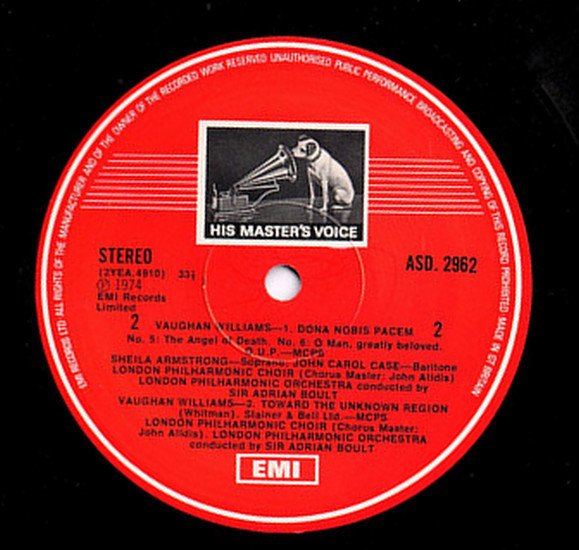 EMI RECORDS LTD ALL RIGHTS OF THE MANUFACTURER AND OF THE OWNER OF THE RECORDED WORK RESERVED UNAUTHORISED PUBLIC PERFORMANCE BROADCASTING AND COPYING OF THIS RECORD PROHIBITED MADE IN GT BRITAIN
HIS MASTER'S VOICE
STEREO
ASD. 2962
(2YEA.4910) 33⅓
Ⓟ 1974
EMI Records
Limited
2 VAUGHAN WILLIAMS—1. DONA NOBIS PACEM 2
No. 5: The Angel of Death. No. 6: O Man, greatly beloved.
O.U.P.—MCPS
SHEILA ARMSTRONG—Soprano; JOHN CAROL CASE—Baritone
LONDON PHILHARMONIC CHOIR (Chorus Master: John Alldis)
LONDON PHILHARMONIC ORCHESTRA conducted by
SIR ADRIAN BOULT
VAUGHAN WILLIAMS—2. TOWARD THE UNKNOWN REGION
(Whitman). Stainer & Bell Ltd.—MCPS
LONDON PHILHARMONIC CHOIR (Chorus Master:
John Alldis). LONDON PHILHARMONIC ORCHESTRA
conducted by SIR ADRIAN BOULT
EMI